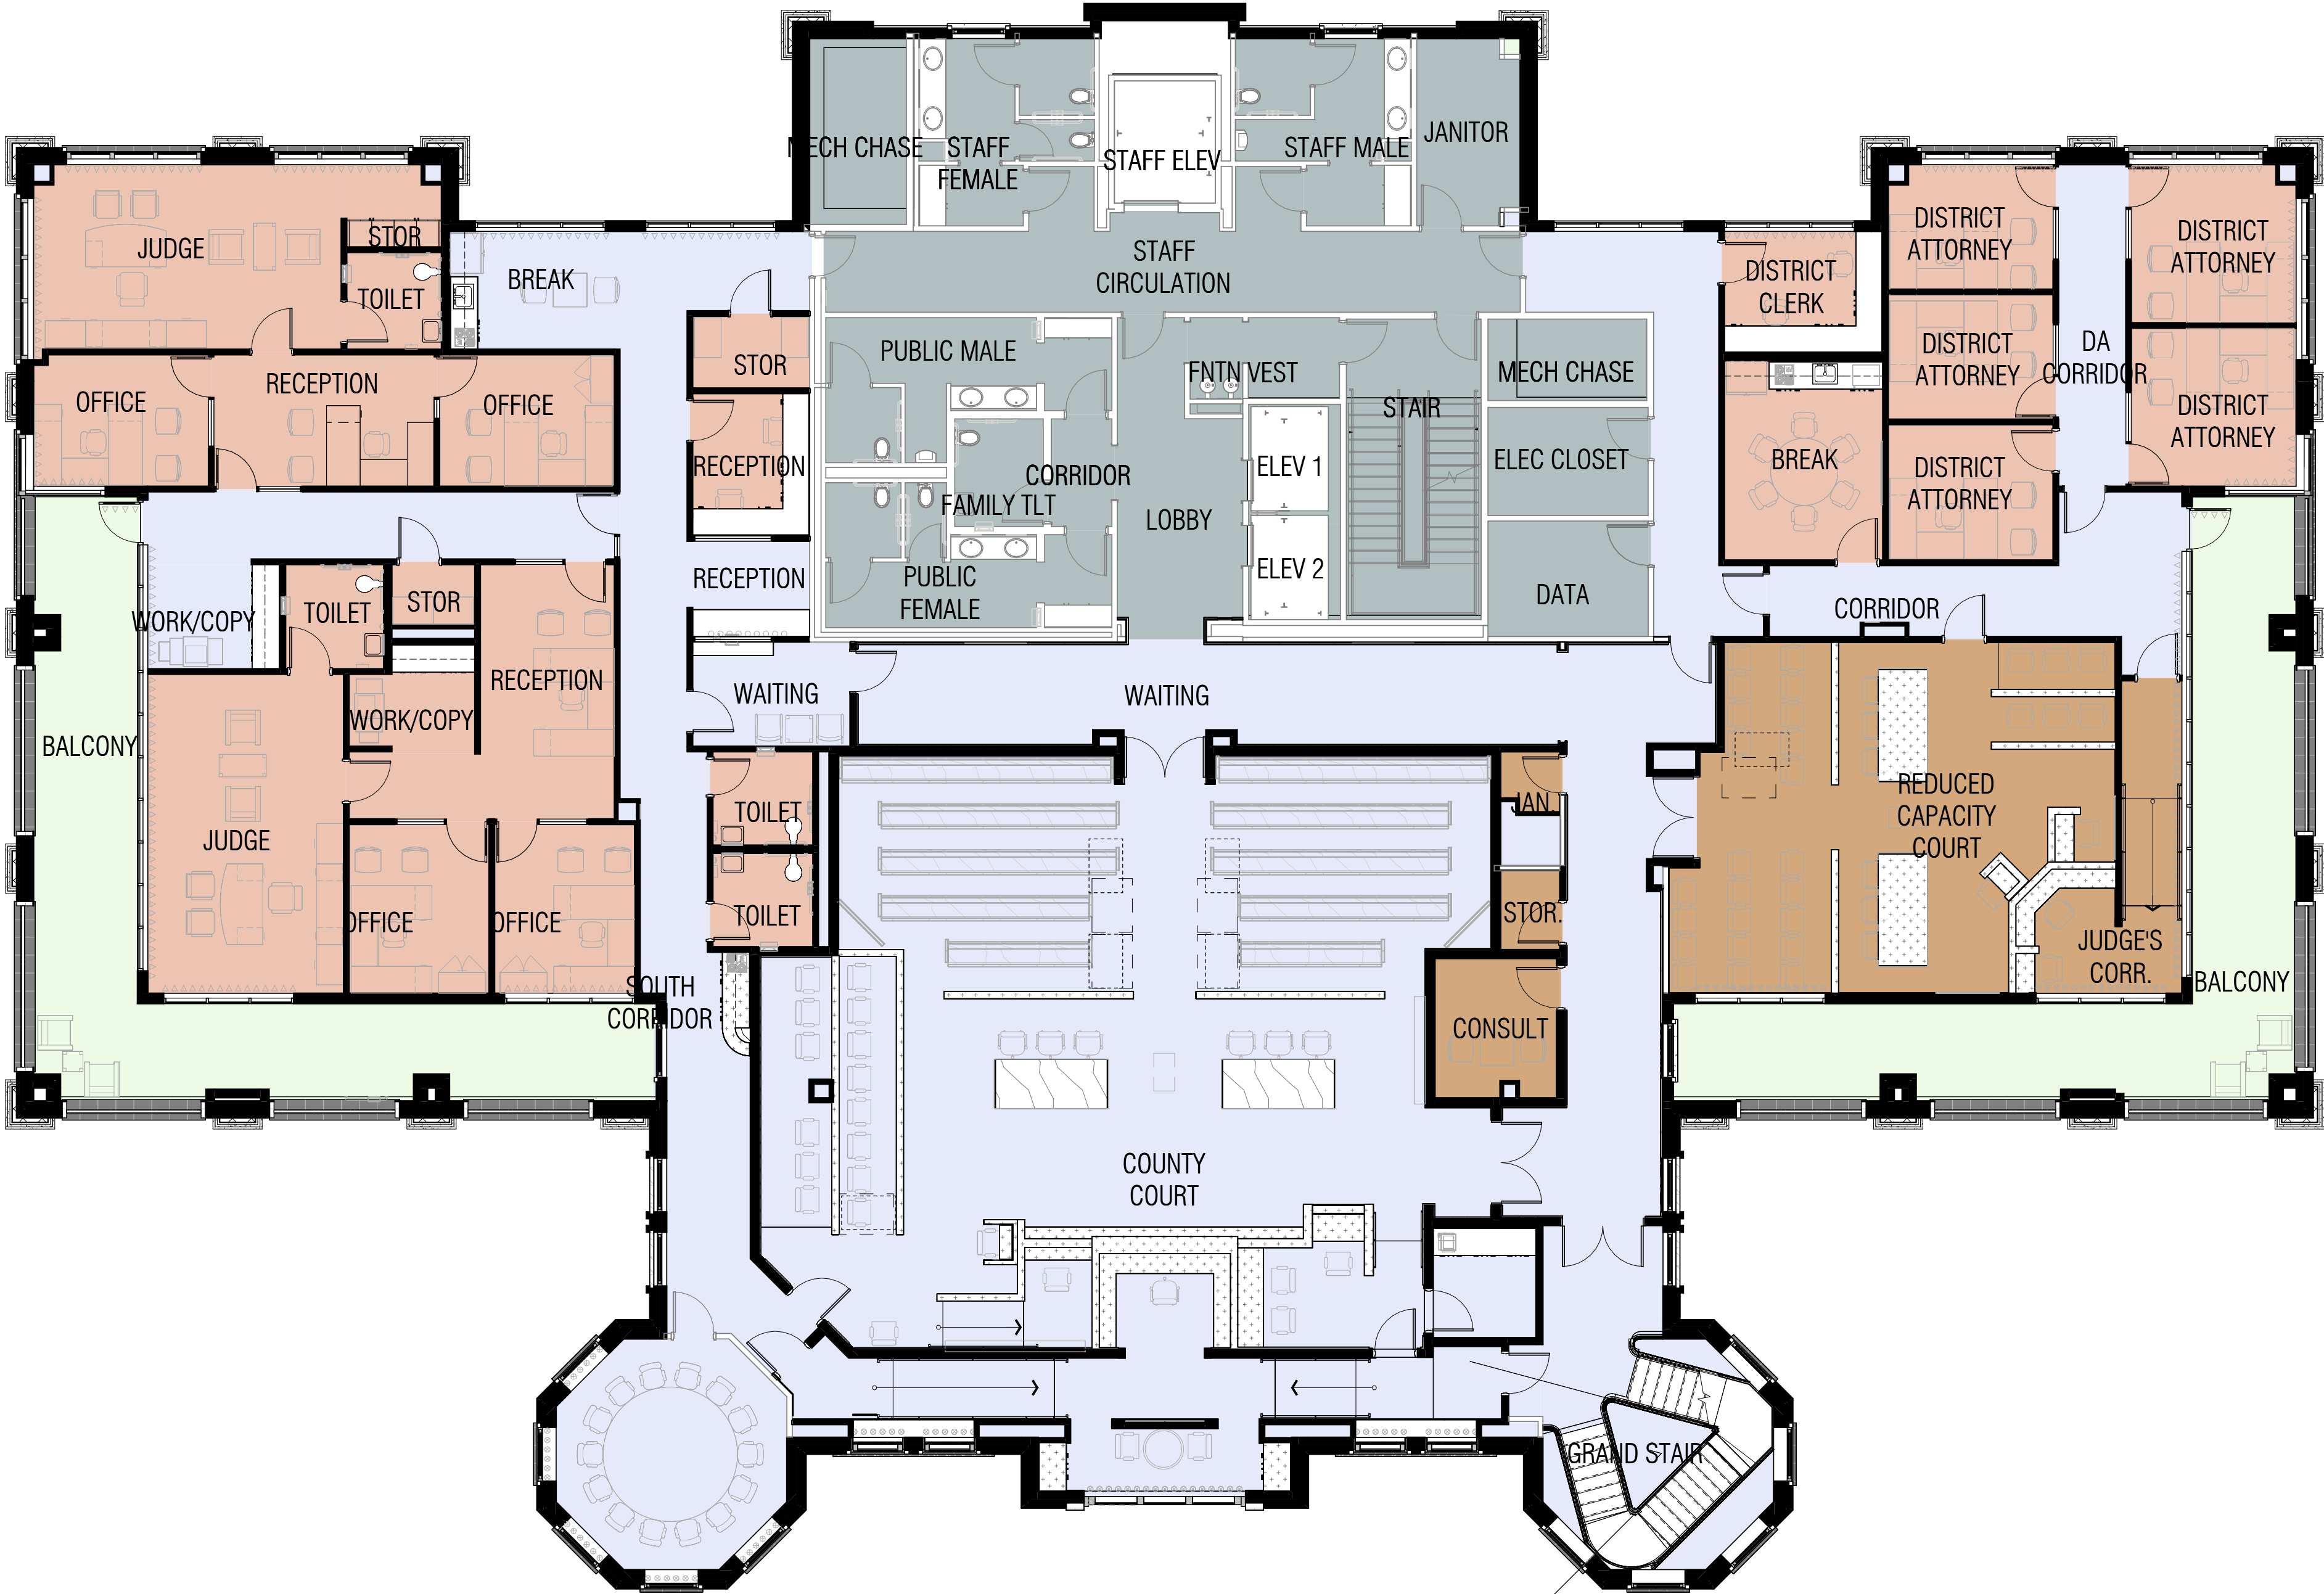 MECH CHASE
STAFF
FEMALE
STAFF ELEV
STAFF MALE
JANITOR
JUDGE
STOR
TOILET
BREAK
STAFF
CIRCULATION
DISTRICT
CLERK
DISTRICT
ATTORNEY
DISTRICT
ATTORNEY
OFFICE
RECEPTION
OFFICE
STOR
PUBLIC MALE
FNTN VEST
STAIR
MECH CHASE
DISTRICT
ATTORNEY
DA
CORRIDOR
DISTRICT
ATTORNEY
RECEPTION
CORRIDOR
FAMILY TLT
LOBBY
ELEV 1
ELEC CLOSET
BREAK
DISTRICT
ATTORNEY
RECEPTION
PUBLIC
FEMALE
ELEV 2
DATA
CORRIDOR
WORK/COPY
TOILET
STOR
RECEPTION
WORK/COPY
WAITING
WAITING
BALCONY
JUDGE
TOILET
JAN.
REDUCED
CAPACITY
COURT
OFFICE
OFFICE
TOILET
STOR.
JUDGE'S
CORR.
SOUTH
CORRIDOR
CONSULT
BALCONY
COUNTY
COURT
GRAND STAIR